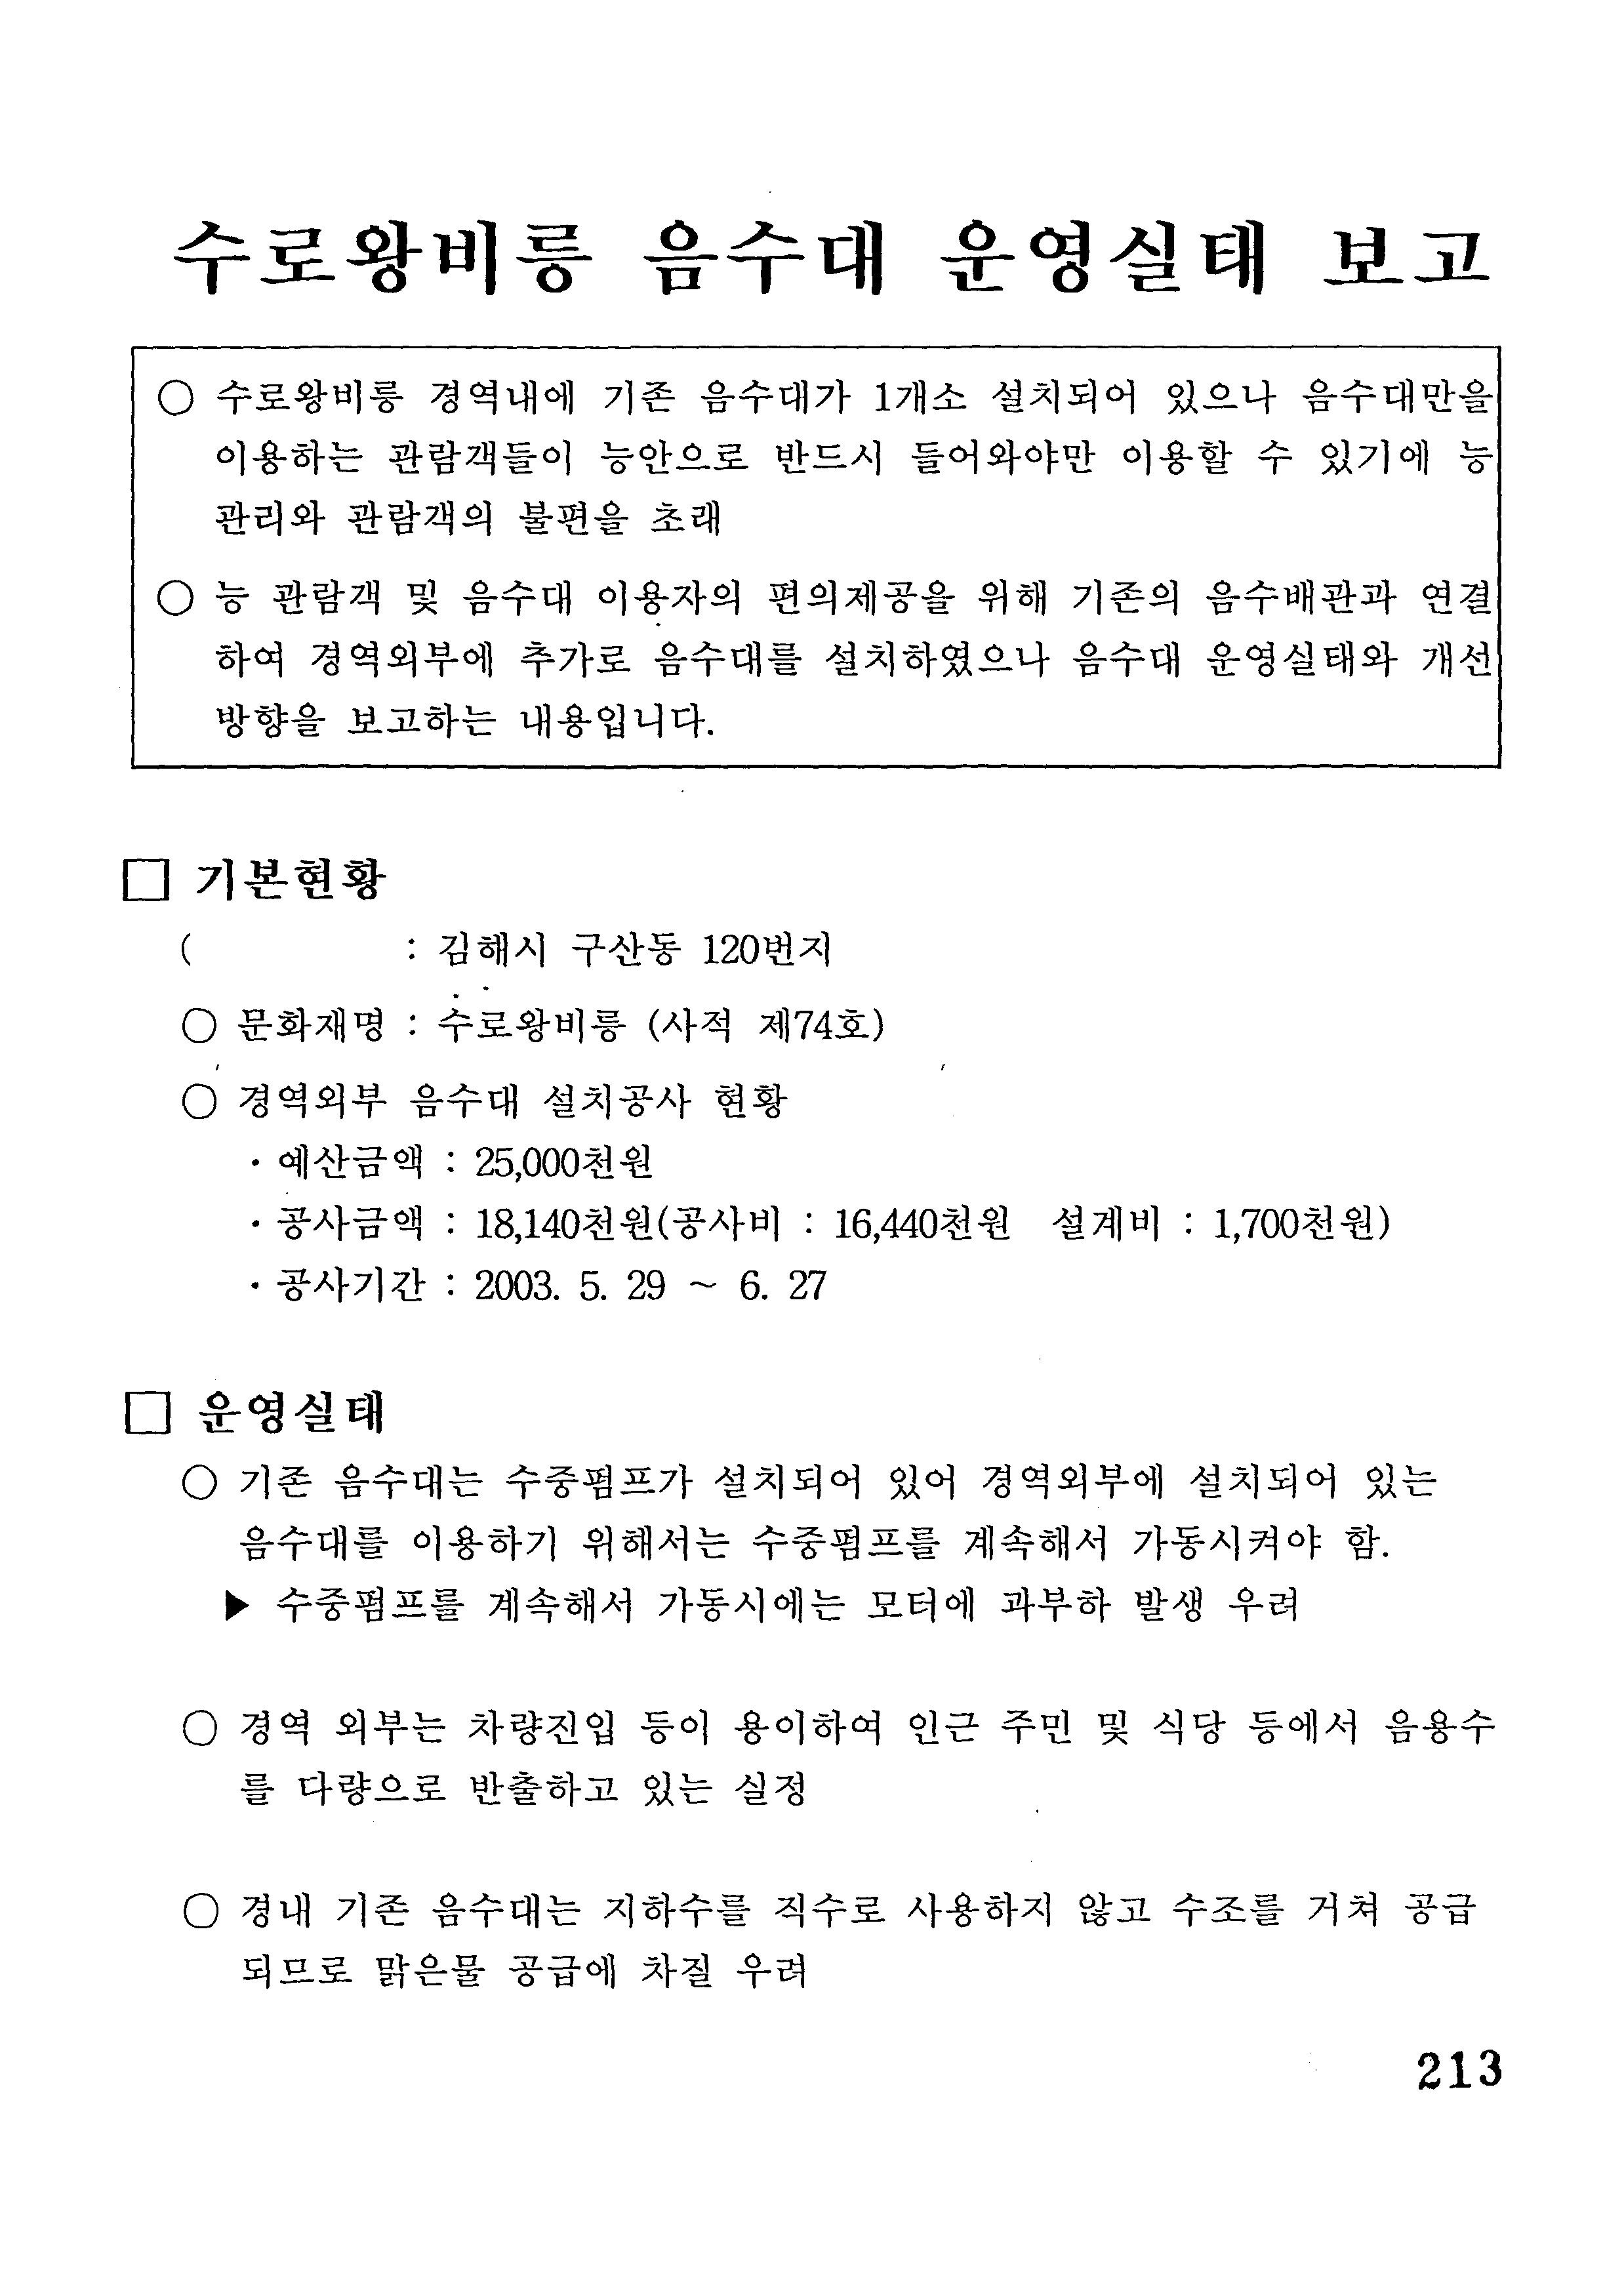 수로왕비릉 음수대 운영실태 보고
○ 수로왕비릉 경역내에 기존 음수대가 1개소 설치되어 있으나 음수대만을
이용하는 관람객들이 능안으로 반드시 들어와야만 이용할 수 있기에 능
관리와 관람객의 불편을 초래
○ 능 관람객 및 음수대 이용자의 편의제공을 위해 기존의 음수배관과 연결
하여 경역외부에 추가로 음수대를 설치하였으나 음수대 운영실태와 개선
방향을 보고하는 내용입니다.
□ 기본현황
( : 김해시 구산동 120번지
○ 문화재명 : 수로왕비릉 (사적 제74호)
○ 경역외부 음수대 설치공사 현황
· 예산금액 : 25,000천원
· 공사금액 : 18,140천원(공사비 : 16,440천원 설계비 : 1,700천원)
· 공사기간 : 2003. 5. 29 ~ 6. 27
□ 운영실태
○ 기존 음수대는 수중펌프가 설치되어 있어 경역외부에 설치되어 있는
음수대를 이용하기 위해서는 수중펌프를 계속해서 가동시켜야 함.
▶ 수중펌프를 계속해서 가동시에는 모터에 과부하 발생 우려
○ 경역 외부는 차량진입 등이 용이하여 인근 주민 및 식당 등에서 음용수
를 다량으로 반출하고 있는 실정
○ 경내 기존 음수대는 지하수를 직수로 사용하지 않고 수조를 거쳐 공급
되므로 맑은물 공급에 차질 우려
213